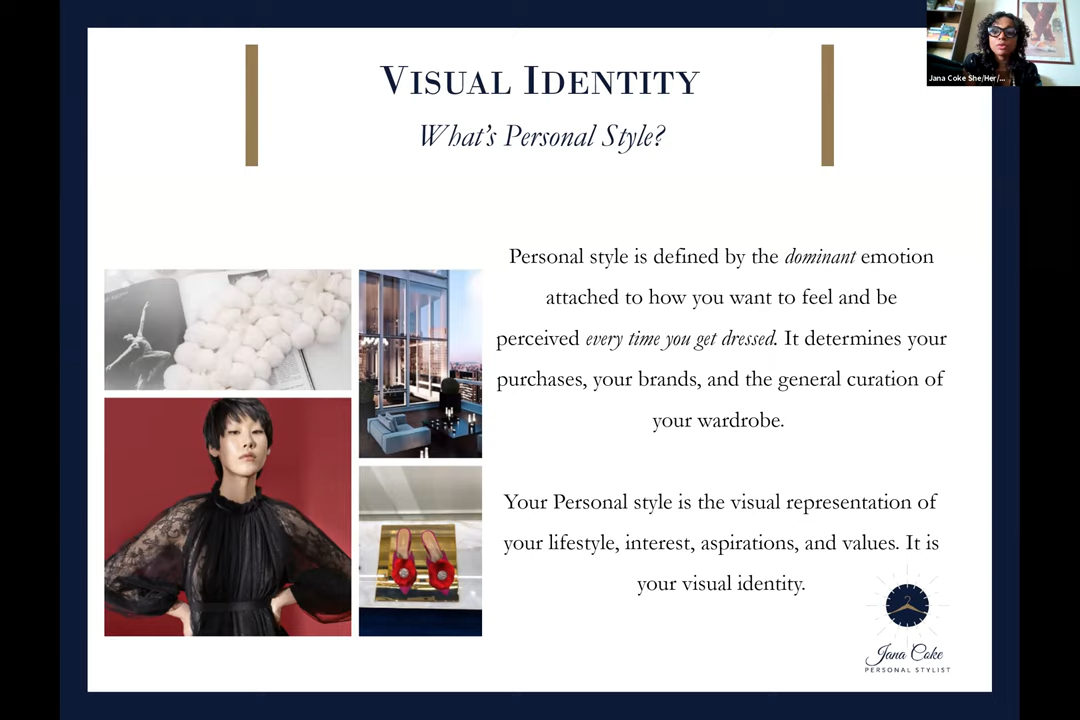 Visual Identity
What's Personal Style?
Jana Coke She/Her/...
Personal style is defined by the dominant emotion
attached to how you want to feel and be
perceived every time you get dressed. It determines your
purchases, your brands, and the general curation of
your wardrobe.
Your Personal style is the visual representation of
your lifestyle, interest, aspirations, and values. It is
your visual identity.
Jana Coke
PERSONAL STYLIST